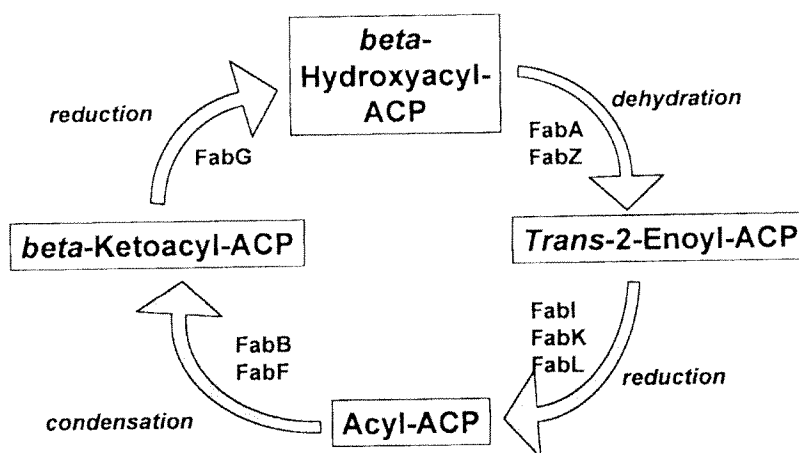 beta-
Hydroxyacyl-
ACP
reduction
dehydration
FabG
FabA
FabZ
beta-Ketoacyl-ACP
Trans-2-Enoyl-ACP
FabB
FabF
FabI
FabK
FabL
condensation
Acyl-ACP
reduction